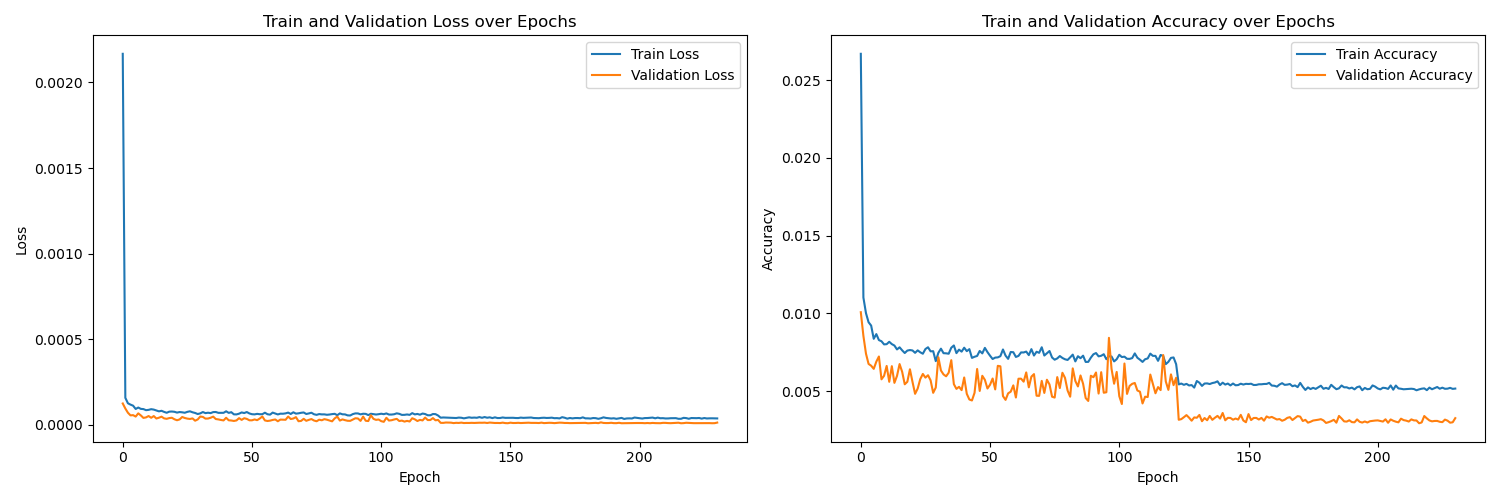 Train and Validation Loss over Epochs
Train Loss
Validation Loss
0.0020
0.0015
0.0010
0.0005
0.0000
Loss
0
50
100
150
200
Epoch
Train and Validation Accuracy over Epochs
Train Accuracy
Validation Accuracy
0.025
0.020
0.015
0.010
0.005
Accuracy
0
50
100
150
200
Epoch